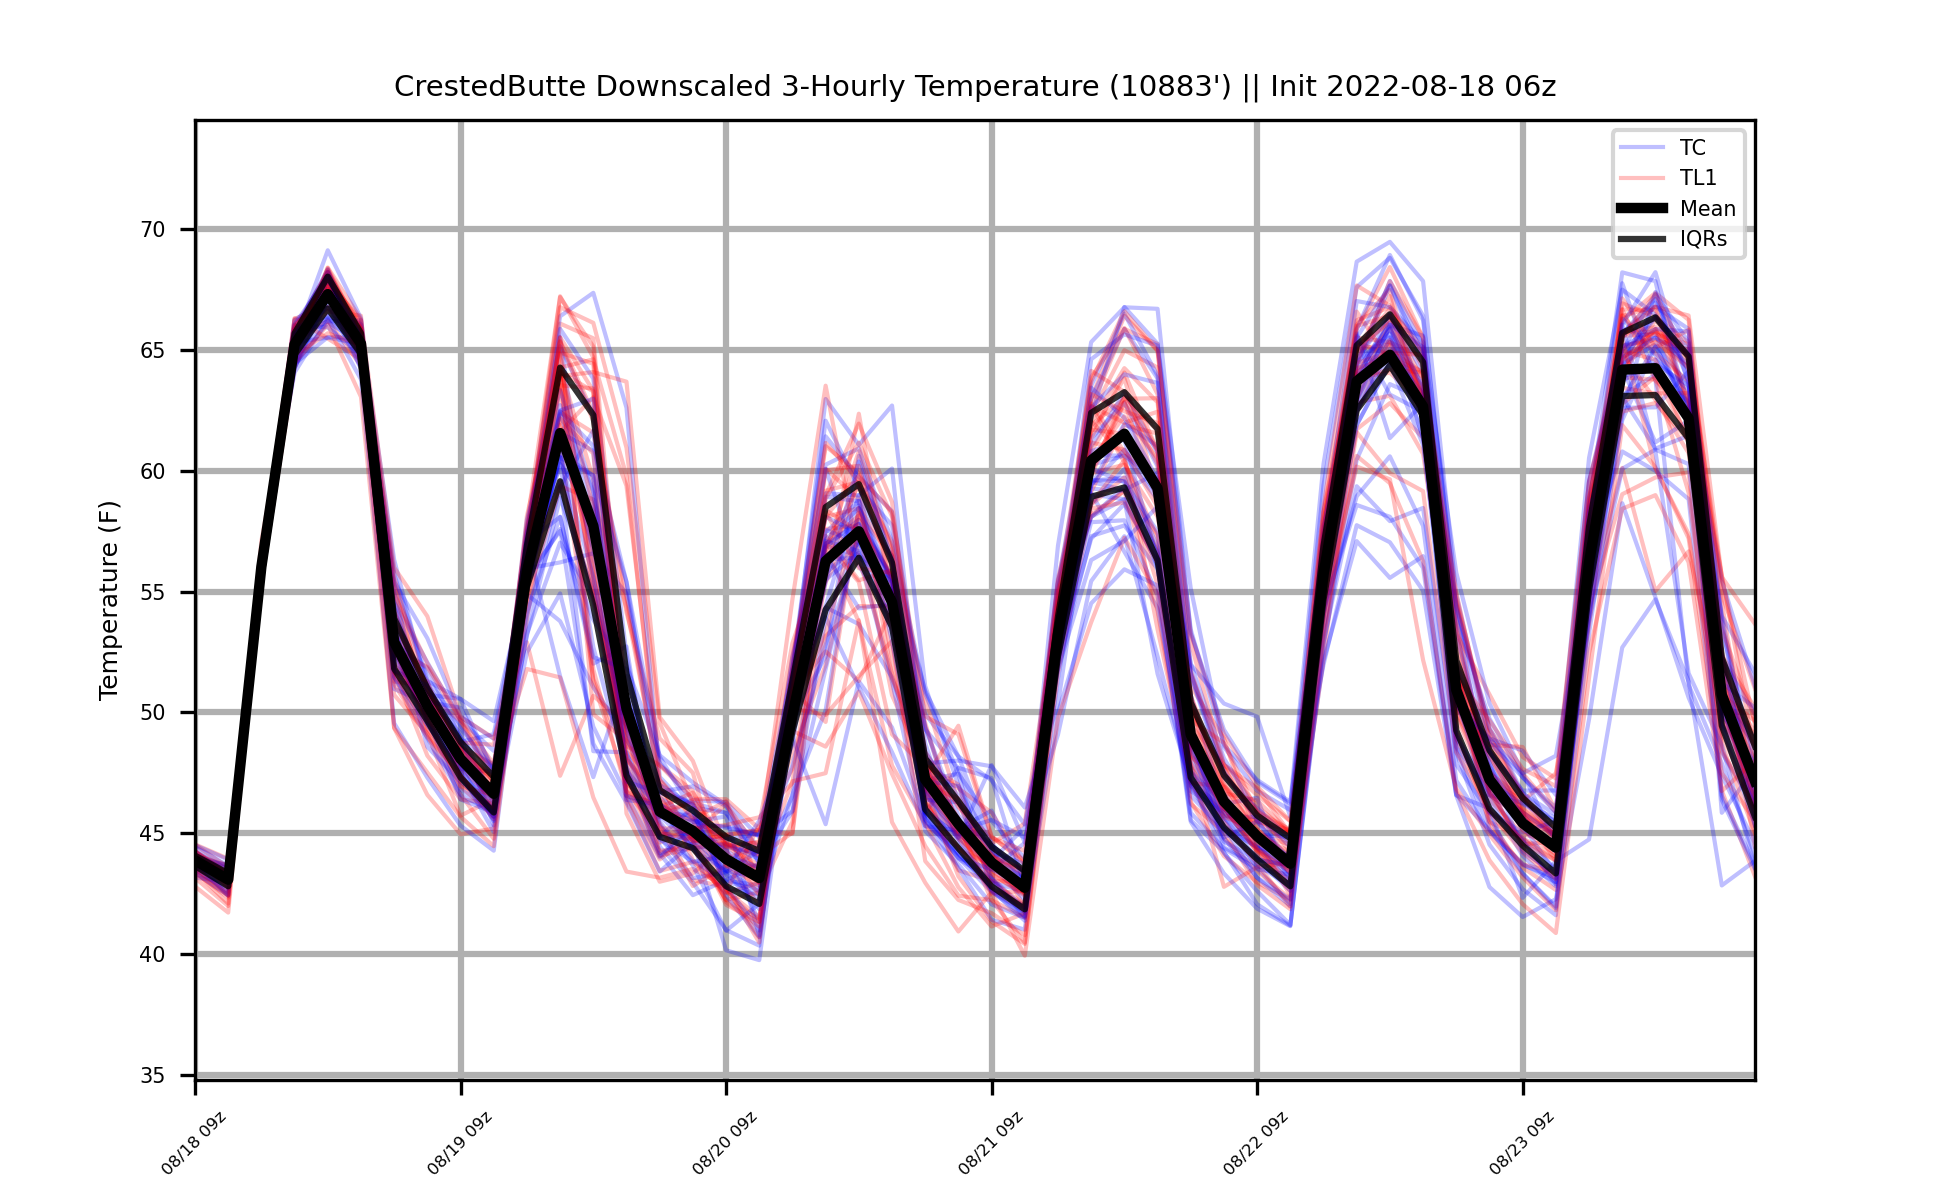 CrestedButte Downscaled 3-Hourly Temperature (10883') || Init 2022-08-18 06z
TC
TL1
Mean
IQRs
Temperature (F)
70
65
60
55
50
45
40
35
08/18 09z
08/19 09z
08/20 09z
08/21 09z
08/22 09z
08/23 09z